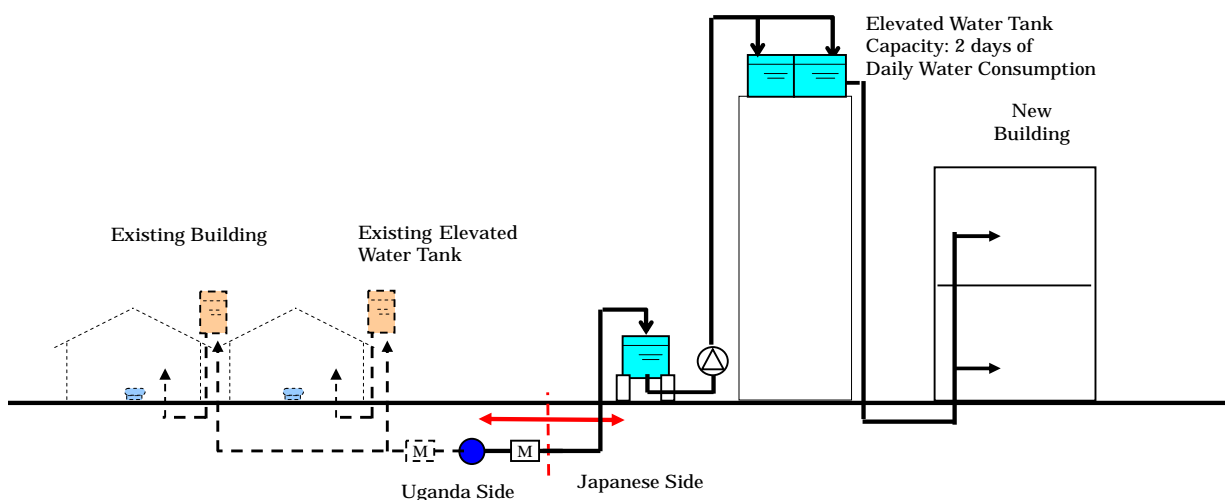 Elevated Water Tank
Capacity: 2 days of
Daily Water Consumption
New
Building
Existing Building
Existing Elevated
Water Tank
M
M
Uganda Side
Japanese Side